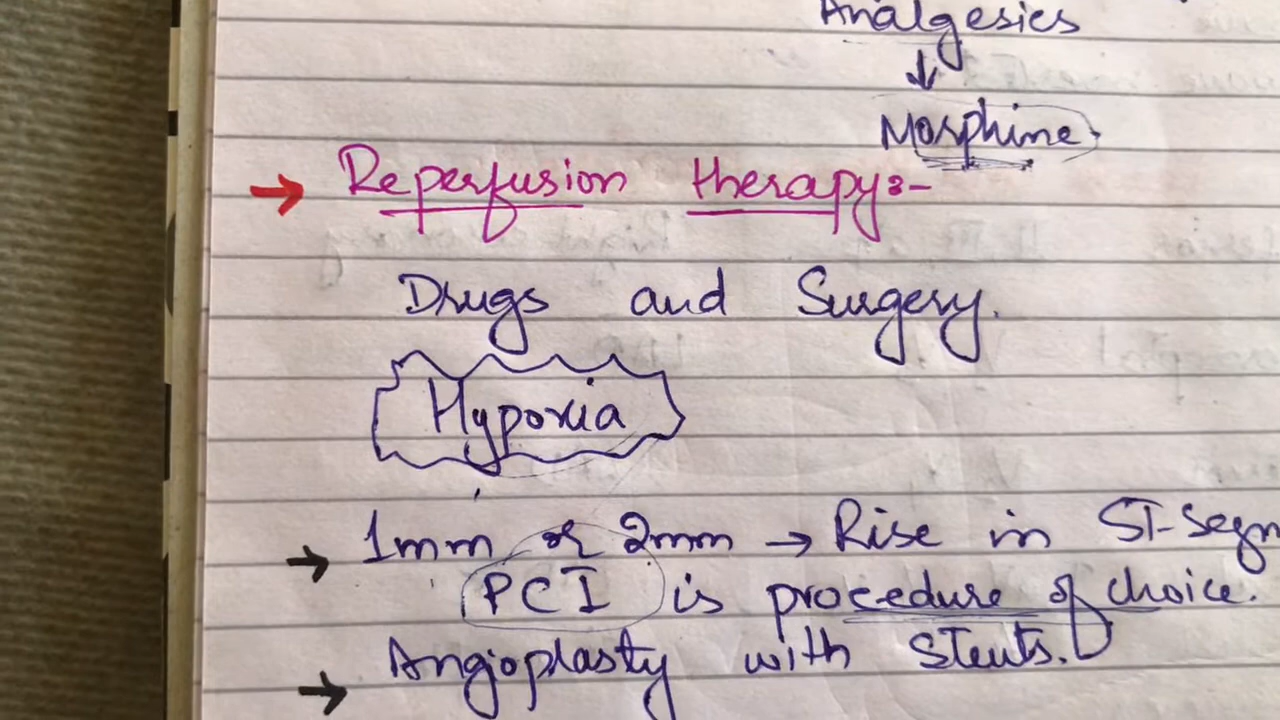 Analgesics
↓
Morphine
→ Reperfusion therapy:-
Drugs and Surgery.
Hypoxia
→ 1mm or 2mm → Rise in ST-Segm
PCI is procedure of choice.
→ Angioplasty with Stents.